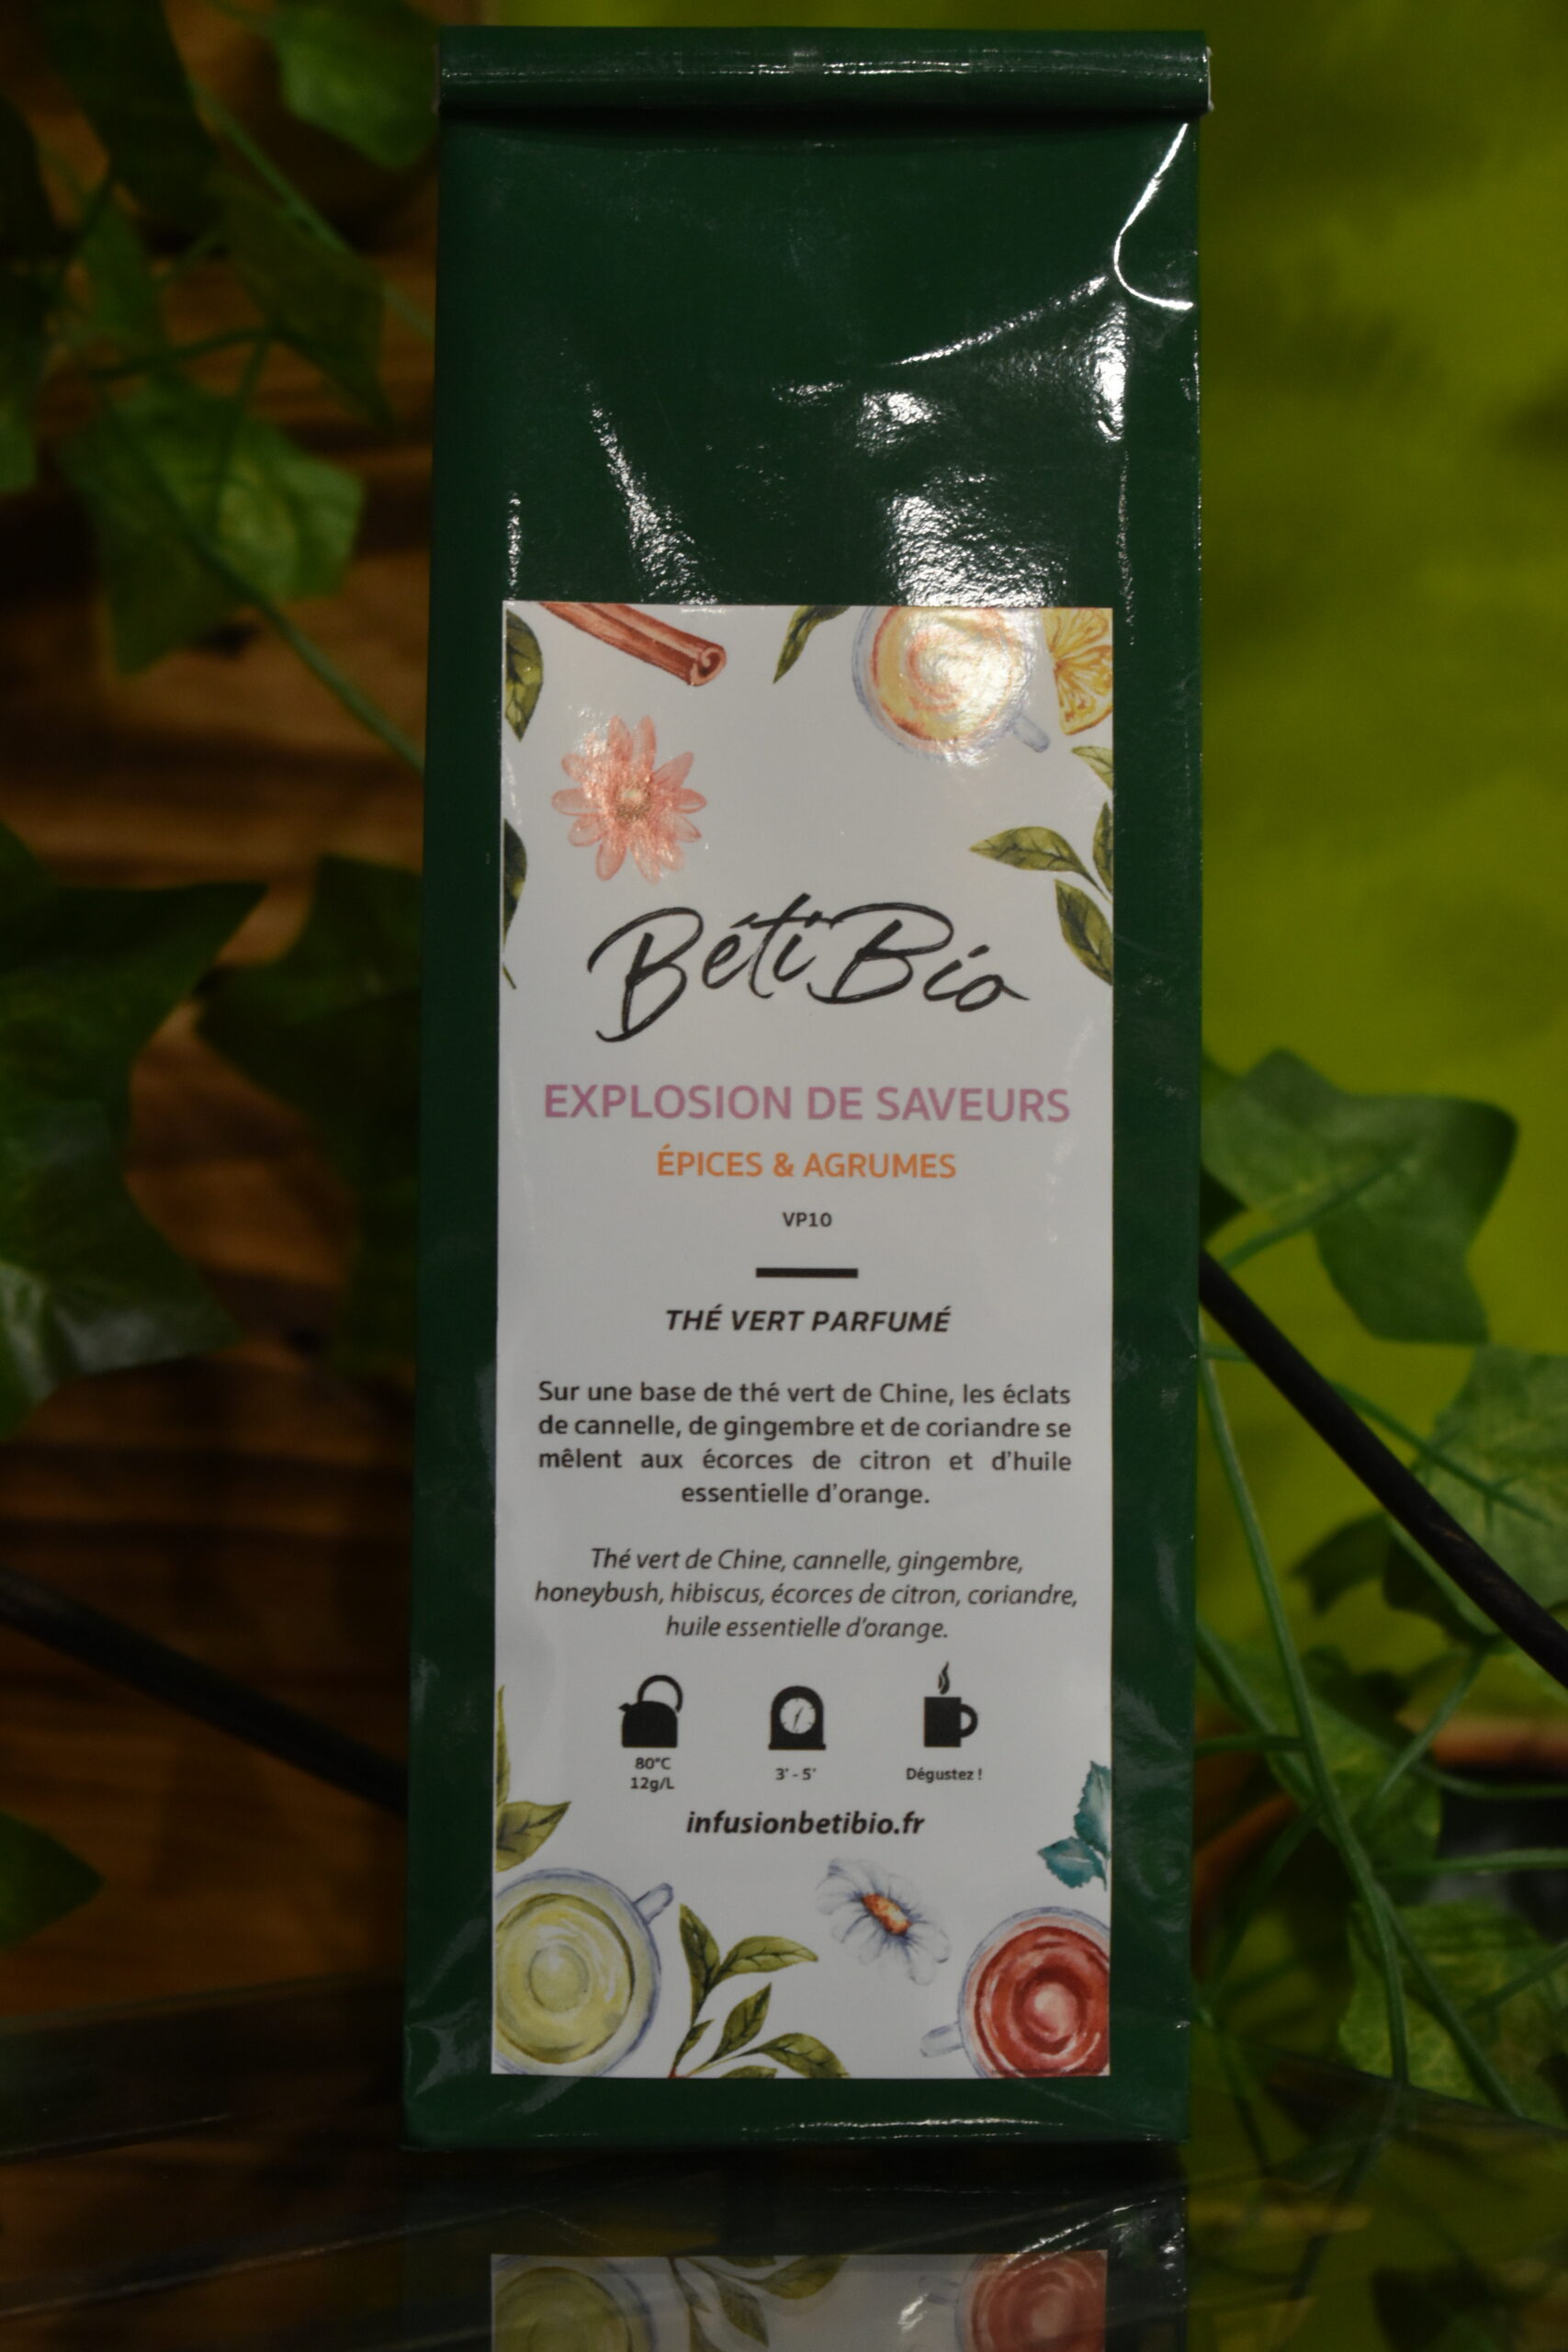 Béti Bio
EXPLOSION DE SAVEURS
ÉPICES & AGRUMES
VP10
THÉ VERT PARFUMÉ
Sur une base de thé vert de Chine, les éclats
de cannelle, de gingembre et de coriandre se
mêlent aux écorces de citron et d'huile
essentielle d'orange.
Thé vert de Chine, cannelle, gingembre,
honeybush, hibiscus, écorces de citron, coriandre,
huile essentielle d'orange.
80°C
12g/L
3' - 5'
Dégustez !
infusionbetibio.fr